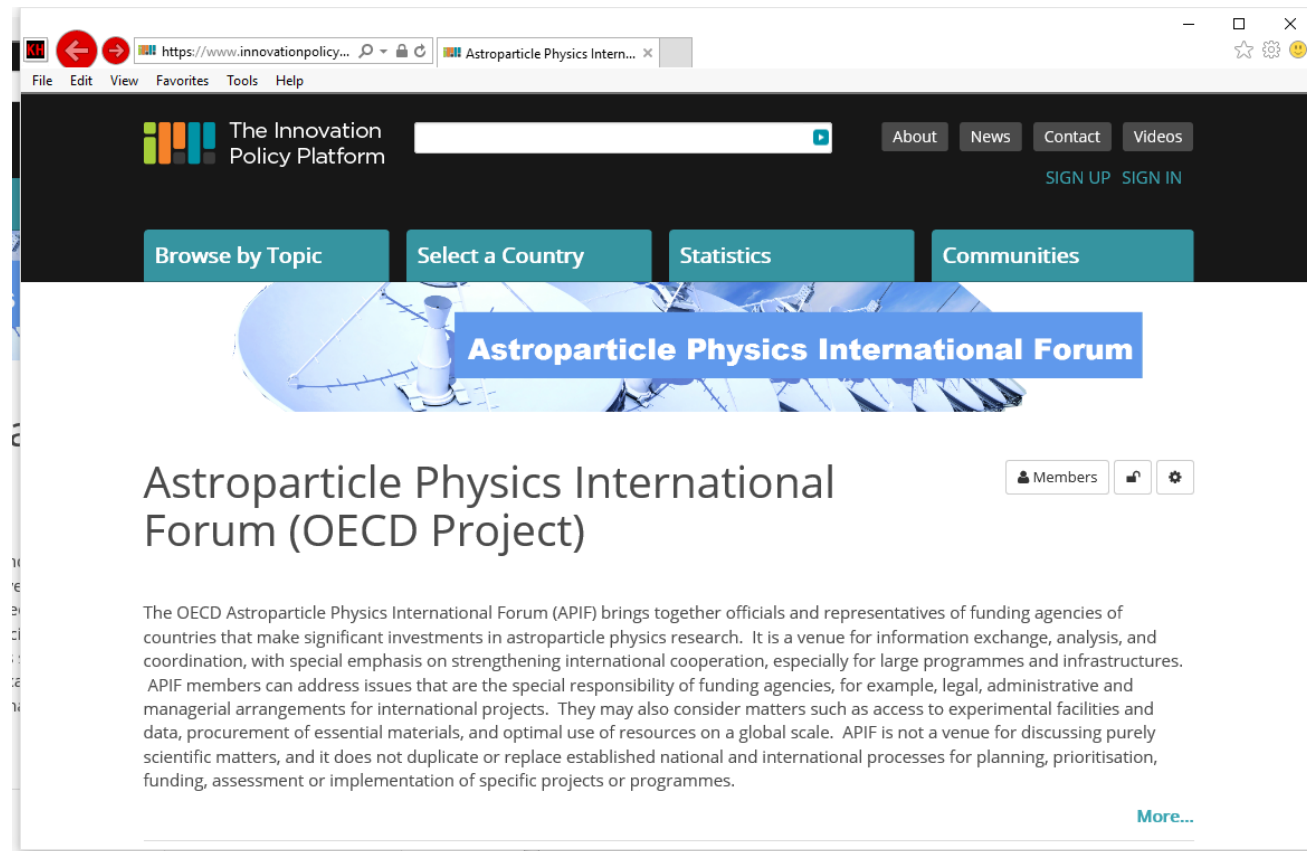 KH
https://www.innovationpolicy...
Astroparticle Physics Intern...
File Edit View Favorites Tools Help
The Innovation
Policy Platform
About News Contact Videos
SIGN UP SIGN IN
Browse by Topic Select a Country Statistics Communities
Astroparticle Physics International Forum
Astroparticle Physics International
Forum (OECD Project)
Members
The OECD Astroparticle Physics International Forum (APIF) brings together officials and representatives of funding agencies of
countries that make significant investments in astroparticle physics research. It is a venue for information exchange, analysis, and
coordination, with special emphasis on strengthening international cooperation, especially for large programmes and infrastructures.
APIF members can address issues that are the special responsibility of funding agencies, for example, legal, administrative and
managerial arrangements for international projects. They may also consider matters such as access to experimental facilities and
data, procurement of essential materials, and optimal use of resources on a global scale. APIF is not a venue for discussing purely
scientific matters, and it does not duplicate or replace established national and international processes for planning, prioritisation,
funding, assessment or implementation of specific projects or programmes.
More...